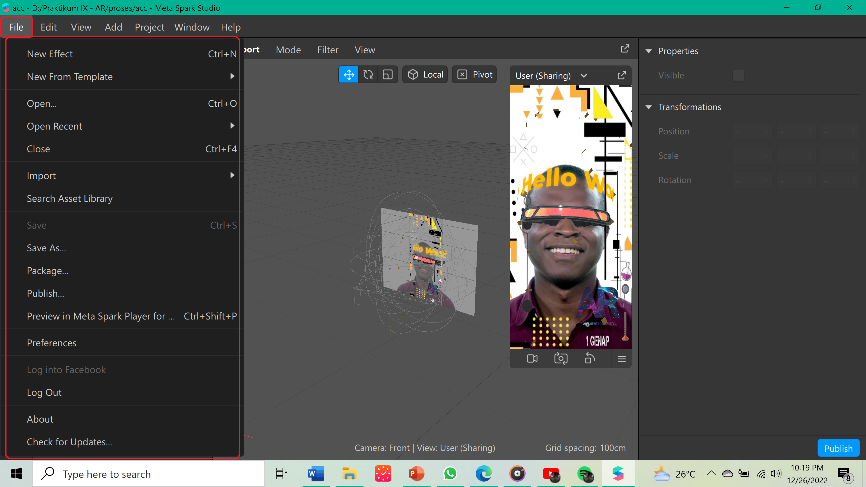 acc - D:/Praktikum IX - AR/proses/acc - Meta Spark Studio
File Edit View Add Project Window Help
New Effect Ctrl+N
New From Template
Open... Ctrl+O
Open Recent
Close Ctrl+F4
Import
Search Asset Library
Save Ctrl+S
Save As...
Package...
Publish...
Preview in Meta Spark Player for ... Ctrl+Shift+P
Preferences
Log into Facebook
Log Out
About
Check for Updates...
port Mode Filter View
Local Pivot
User (Sharing)
Hello Wo
1 GENAP
Camera: Front | View: User (Sharing) Grid spacing: 100cm
Properties
Visible
Transformations
Position
Scale
Rotation
Publish
Type here to search
26°C
10:19 PM
12/26/2022
8